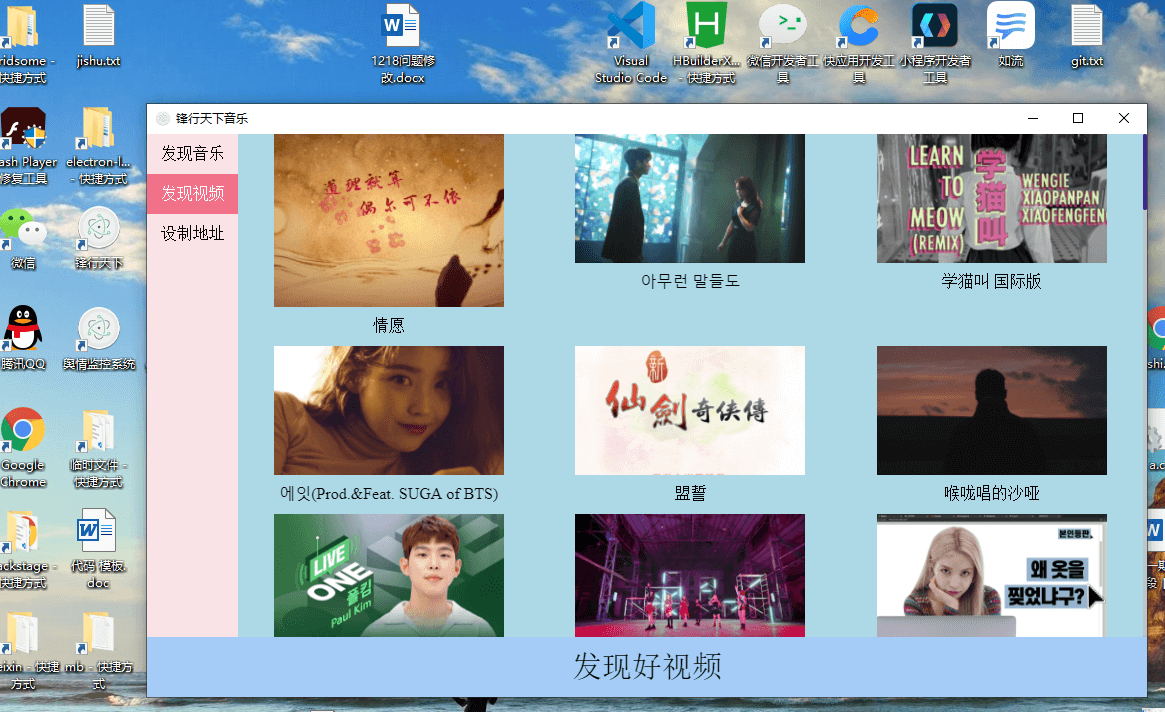 ridsome -
快捷方式
jishu.txt
1218问题修
改.docx
Visual
Studio Code
HBuilderX...
- 快捷方式
微信开发者工
具
快应用开发工
具
小程序开发者
工具
如流
git.txt
ash Player
修复工具
electron-l...
- 快捷方式
微信
锋行天下
腾讯QQ
舆情监控系统
Google
Chrome
临时文件 -
快捷方式
ackstage -
快捷方式
代码 模板.
doc
eixin - 快捷
方式
mb - 快捷方
式
锋行天下音乐
发现音乐
发现视频
设制地址
道理就算
偶尔可不依
情愿
아무런 말들도
LEARN
TO
MEOW
(REMIX)
学猫叫
WENGIE
XIAOPANPAN
XIAOFENGFEN
学猫叫 国际版
에잇(Prod.&Feat. SUGA of BTS)
新
仙劍奇侠傳
盟誓
喉咙唱的沙哑
LIVE
ONE
폴킴
Paul Kim
본인등판.
왜 옷을
찢었냐구?
发现好视频
shi.
a.c